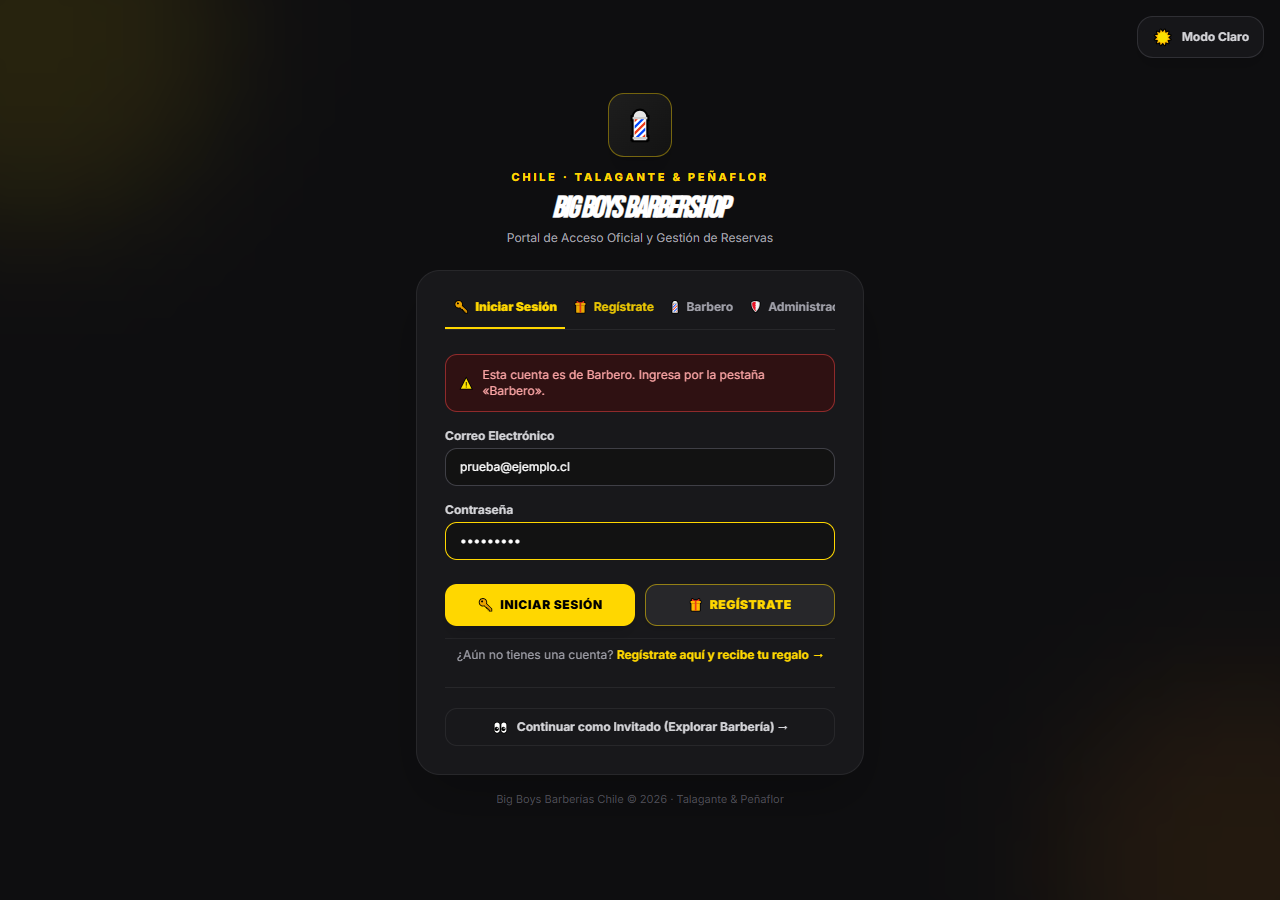 Modo Claro
CHILE · TALAGANTE & PEÑAFLOR
BIG BOYS BARBERSHOP
Portal de Acceso Oficial y Gestión de Reservas
Iniciar Sesión Regístrate Barbero Administrac
Esta cuenta es de Barbero. Ingresa por la pestaña
«Barbero».
Correo Electrónico
prueba@ejemplo.cl
Contraseña
•••••••••
INICIAR SESIÓN REGÍSTRATE
¿Aún no tienes una cuenta? Regístrate aquí y recibe tu regalo →
Continuar como Invitado (Explorar Barbería) →
Big Boys Barberías Chile © 2026 · Talagante & Peñaflor